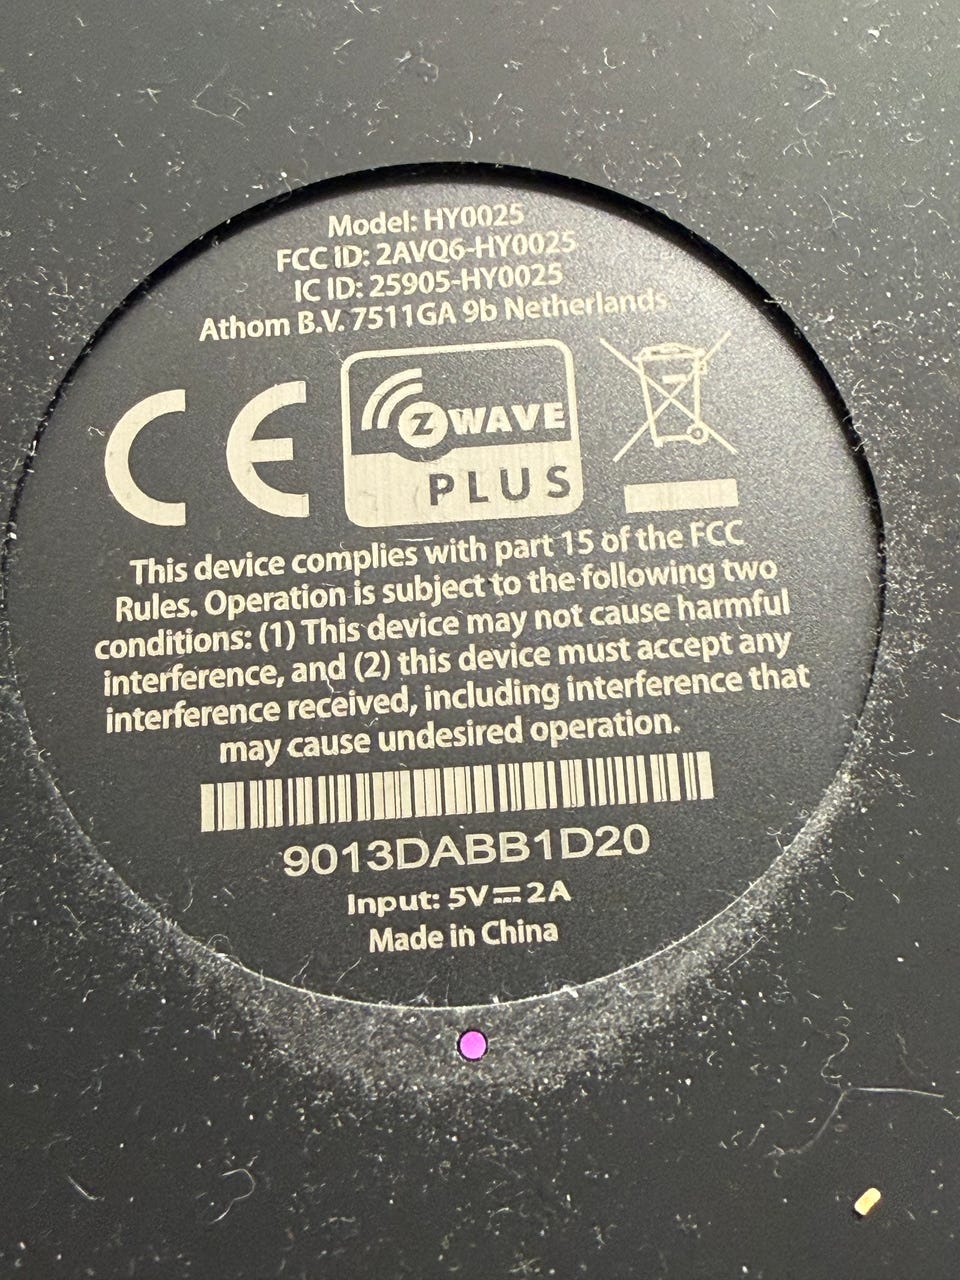 Model: HY0025
FCC ID: 2AVQ6-HY0025
IC ID: 25905-HY0025
Athom B.V. 7511GA 9b Netherlands
CE
Z WAVE
PLUS
This device complies with part 15 of the FCC
Rules. Operation is subject to the following two
conditions: (1) This device may not cause harmful
interference, and (2) this device must accept any
interference received, including interference that
may cause undesired operation.
9013DABB1D20
Input: 5V⎓2A
Made in China